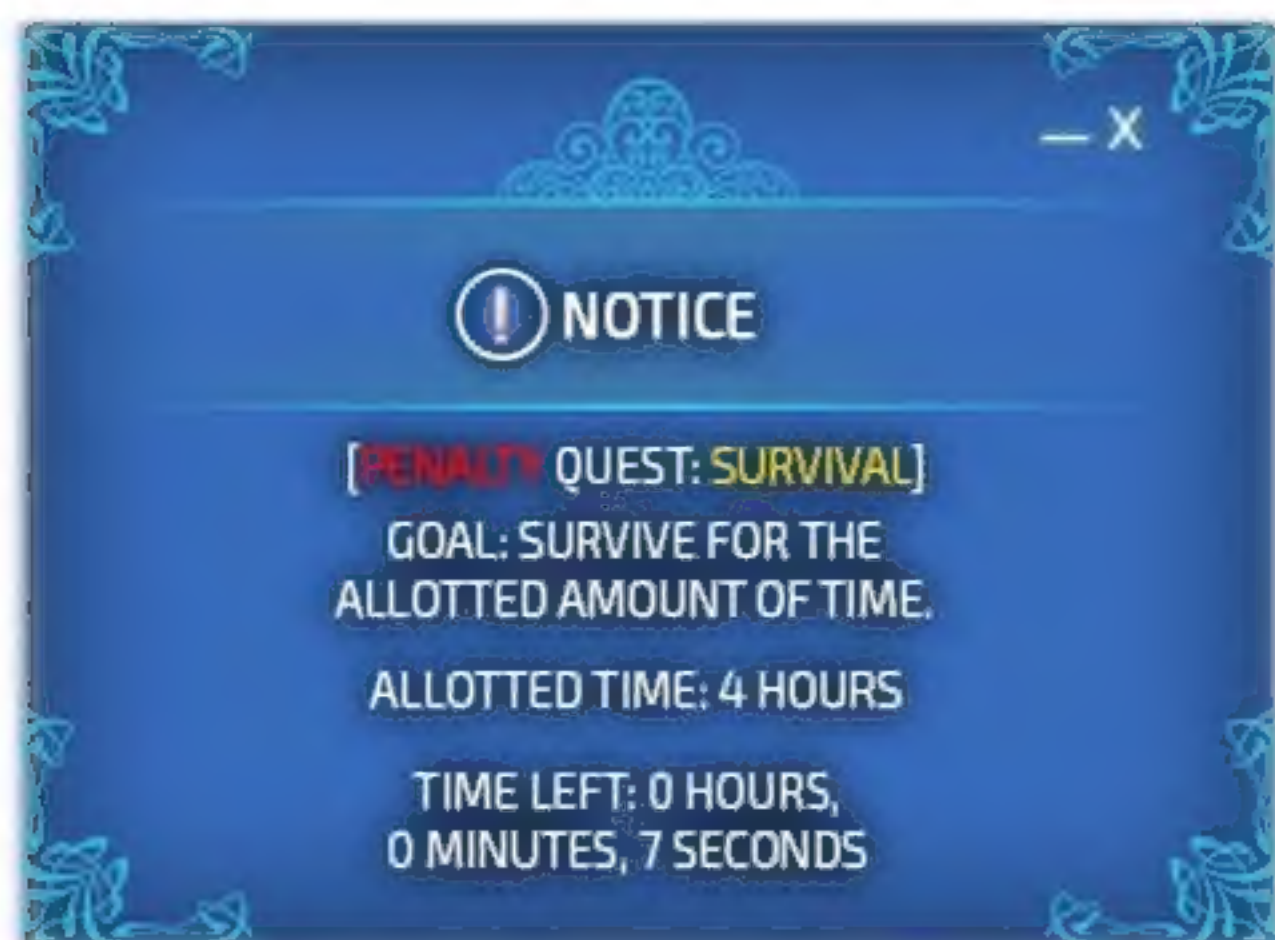 NOTICE
[PENALTY QUEST: SURVIVAL]
GOAL: SURVIVE FOR THE
ALLOTTED AMOUNT OF TIME.
ALLOTTED TIME: 4 HOURS
TIME LEFT: 0 HOURS,
0 MINUTES, 7 SECONDS